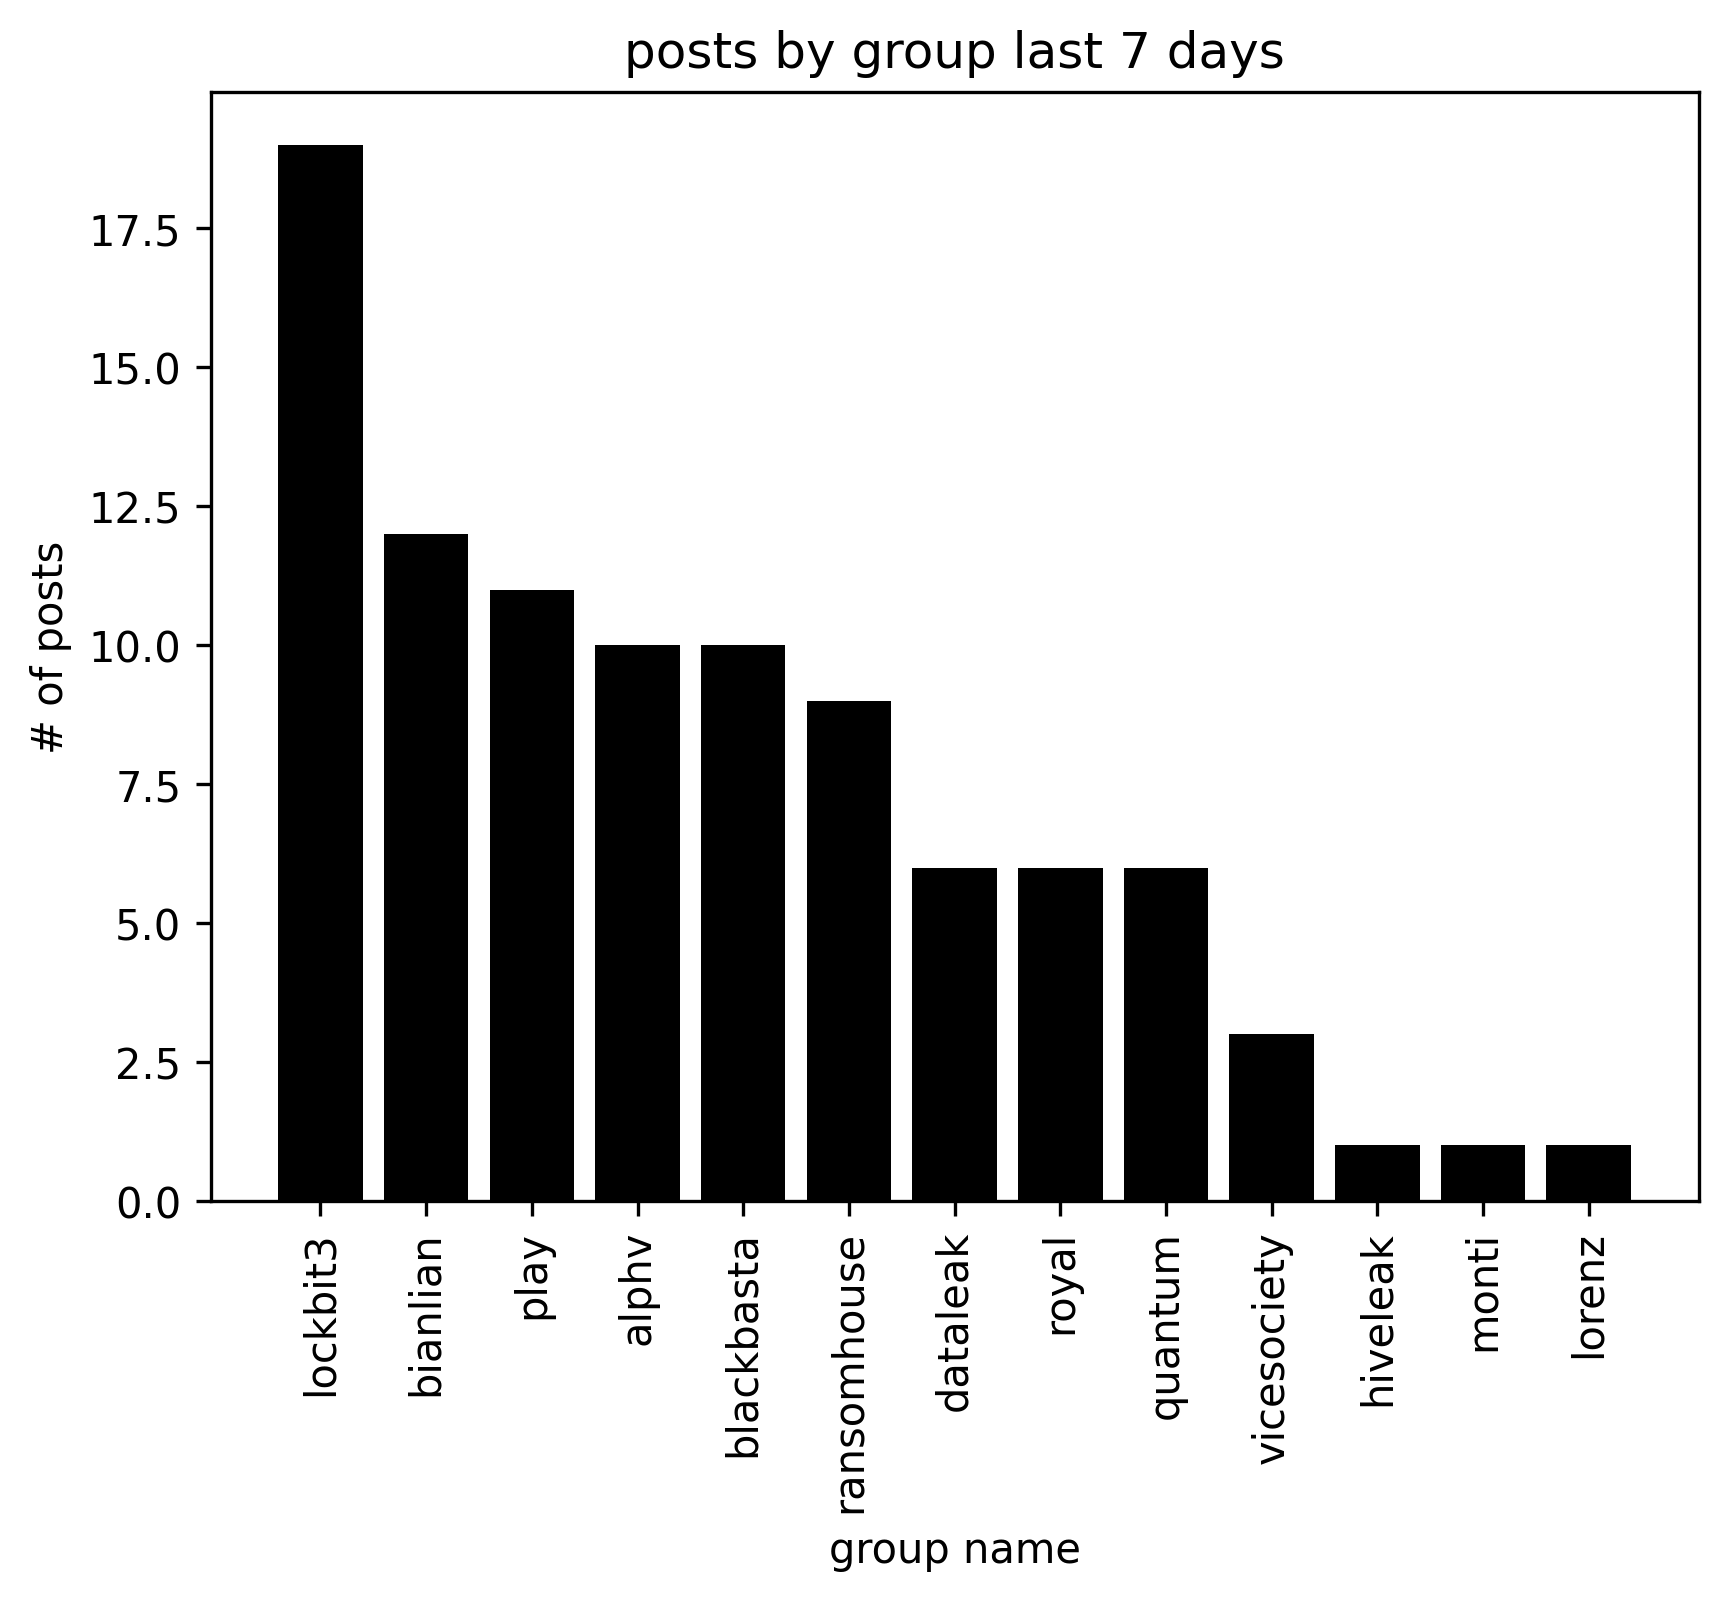 posts by group last 7 days
# of posts
17.5
15.0
12.5
10.0
7.5
5.0
2.5
0.0
lockbit3
bianlian
play
alphv
blackbasta
ransomhouse
dataleak
royal
quantum
vicesociety
hiveleak
monti
lorenz
group name